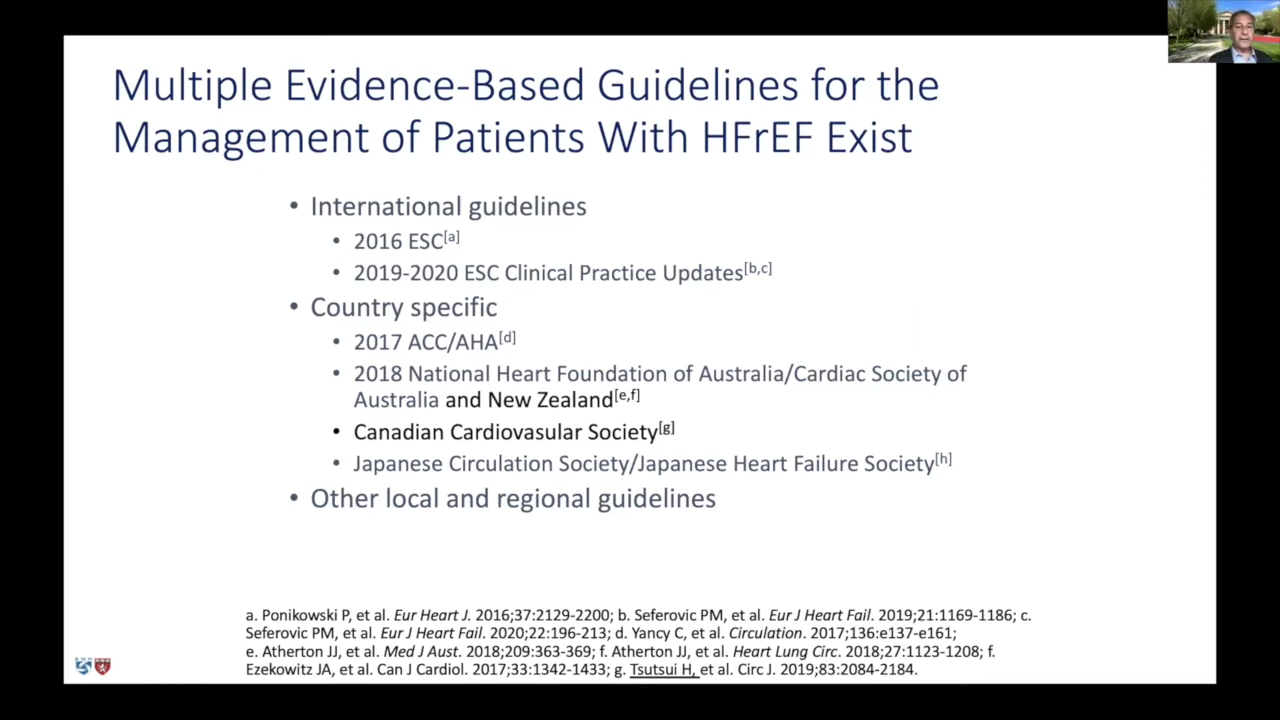 Multiple Evidence-Based Guidelines for the
Management of Patients With HFrEF Exist
• International guidelines
• 2016 ESC[a]
• 2019-2020 ESC Clinical Practice Updates[b,c]
• Country specific
• 2017 ACC/AHA[d]
• 2018 National Heart Foundation of Australia/Cardiac Society of
Australia and New Zealand[e,f]
• Canadian Cardiovasular Society[g]
• Japanese Circulation Society/Japanese Heart Failure Society[h]
• Other local and regional guidelines
a. Ponikowski P, et al. Eur Heart J. 2016;37:2129-2200; b. Seferovic PM, et al. Eur J Heart Fail. 2019;21:1169-1186; c.
Seferovic PM, et al. Eur J Heart Fail. 2020;22:196-213; d. Yancy C, et al. Circulation. 2017;136:e137-e161;
e. Atherton JJ, et al. Med J Aust. 2018;209:363-369; f. Atherton JJ, et al. Heart Lung Circ. 2018;27:1123-1208; f.
Ezekowitz JA, et al. Can J Cardiol. 2017;33:1342-1433; g. Tsutsui H, et al. Circ J. 2019;83:2084-2184.